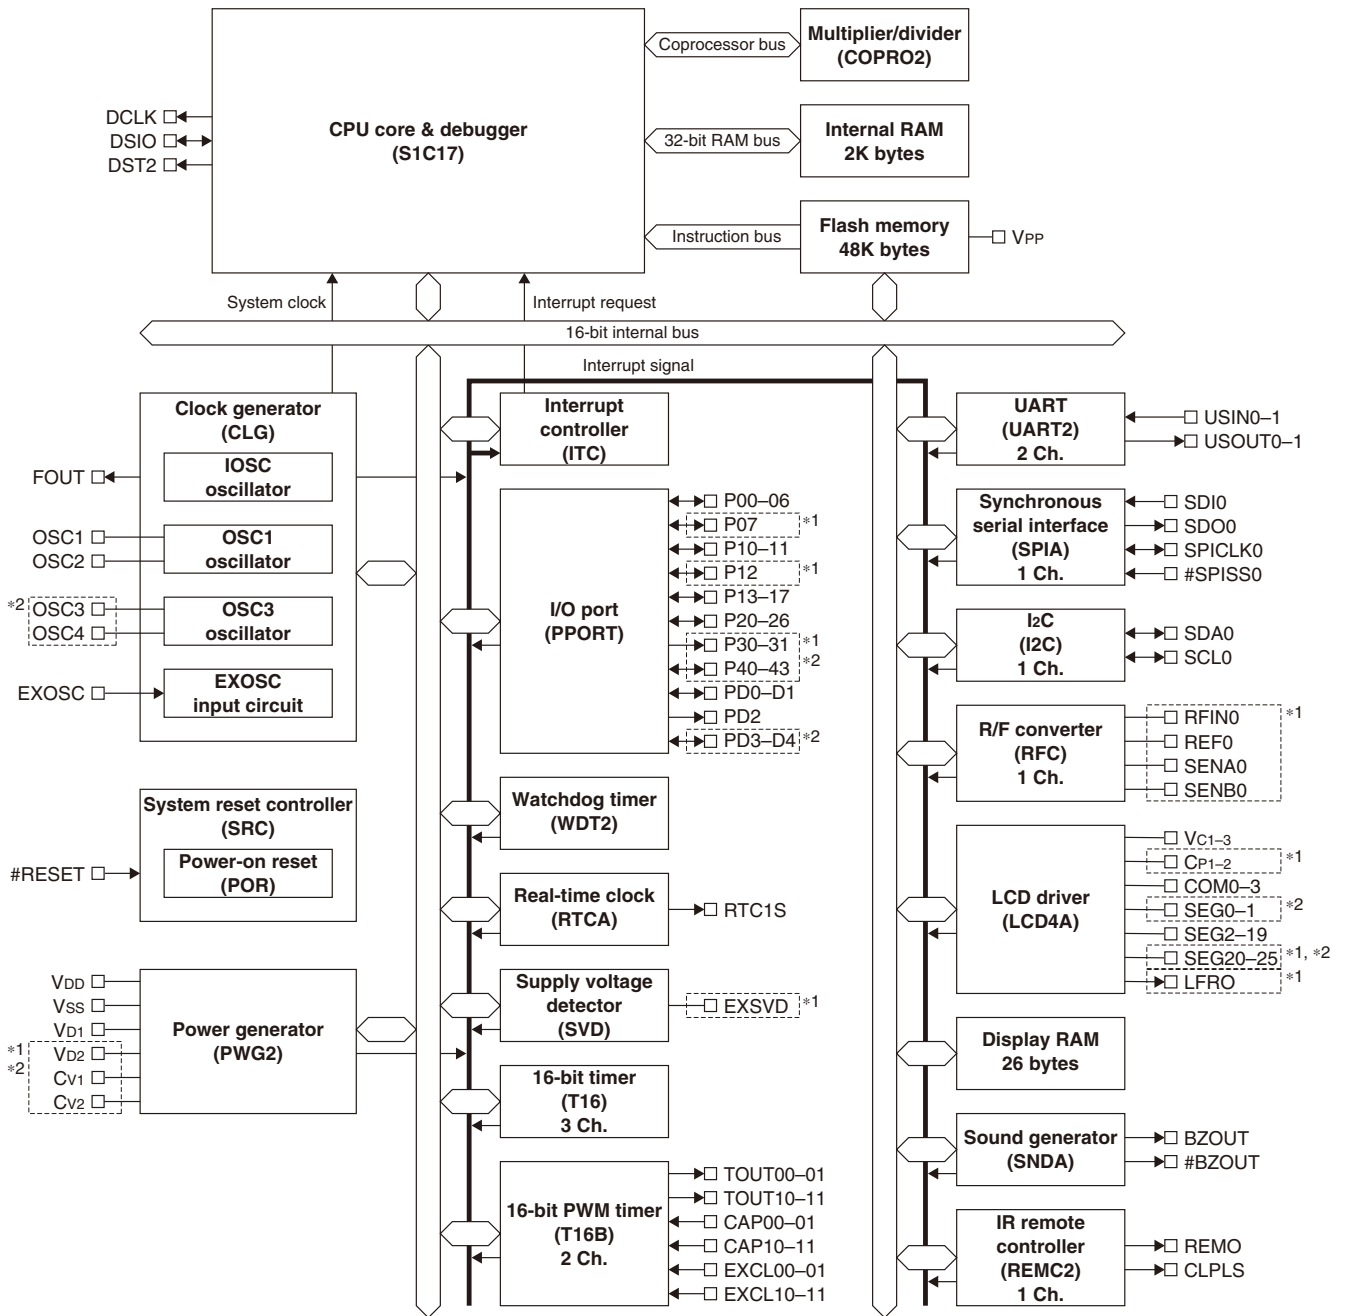 CPU core & debugger
(S1C17)
DCLK
DSIO
DST2
Coprocessor bus
Multiplier/divider
(COPRO2)
32-bit RAM bus
Internal RAM
2K bytes
Instruction bus
Flash memory
48K bytes
VPP
System clock
Interrupt request
16-bit internal bus
Interrupt signal
Clock generator
(CLG)
IOSC
oscillator
OSC1
oscillator
OSC3
oscillator
EXOSC
input circuit
FOUT
OSC1
OSC2
*2
OSC3
OSC4
EXOSC
System reset controller
(SRC)
Power-on reset
(POR)
#RESET
Power generator
(PWG2)
VDD
VSS
VD1
*1
VD2
*2
CV1
CV2
Interrupt
controller
(ITC)
I/O port
(PPORT)
P00–06
P07 *1
P10–11
P12 *1
P13–17
P20–26
P30–31 *1
P40–43 *2
PD0–D1
PD2
PD3–D4 *2
Watchdog timer
(WDT2)
Real-time clock
(RTCA)
RTC1S
Supply voltage
detector
(SVD)
EXSVD *1
16-bit timer
(T16)
3 Ch.
16-bit PWM timer
(T16B)
2 Ch.
TOUT00–01
TOUT10–11
CAP00–01
CAP10–11
EXCL00–01
EXCL10–11
UART
(UART2)
2 Ch.
USIN0–1
USOUT0–1
Synchronous
serial interface
(SPIA)
1 Ch.
SDI0
SDO0
SPICLK0
#SPISS0
I2C
(I2C)
1 Ch.
SDA0
SCL0
R/F converter
(RFC)
1 Ch.
RFIN0 *1
REF0
SENA0
SENB0
LCD driver
(LCD4A)
VC1–3
CP1–2 *1
COM0–3
SEG0–1 *2
SEG2–19
SEG20–25 *1, *2
LFRO *1
Display RAM
26 bytes
Sound generator
(SNDA)
BZOUT
#BZOUT
IR remote
controller
(REMC2)
1 Ch.
REMO
CLPLS